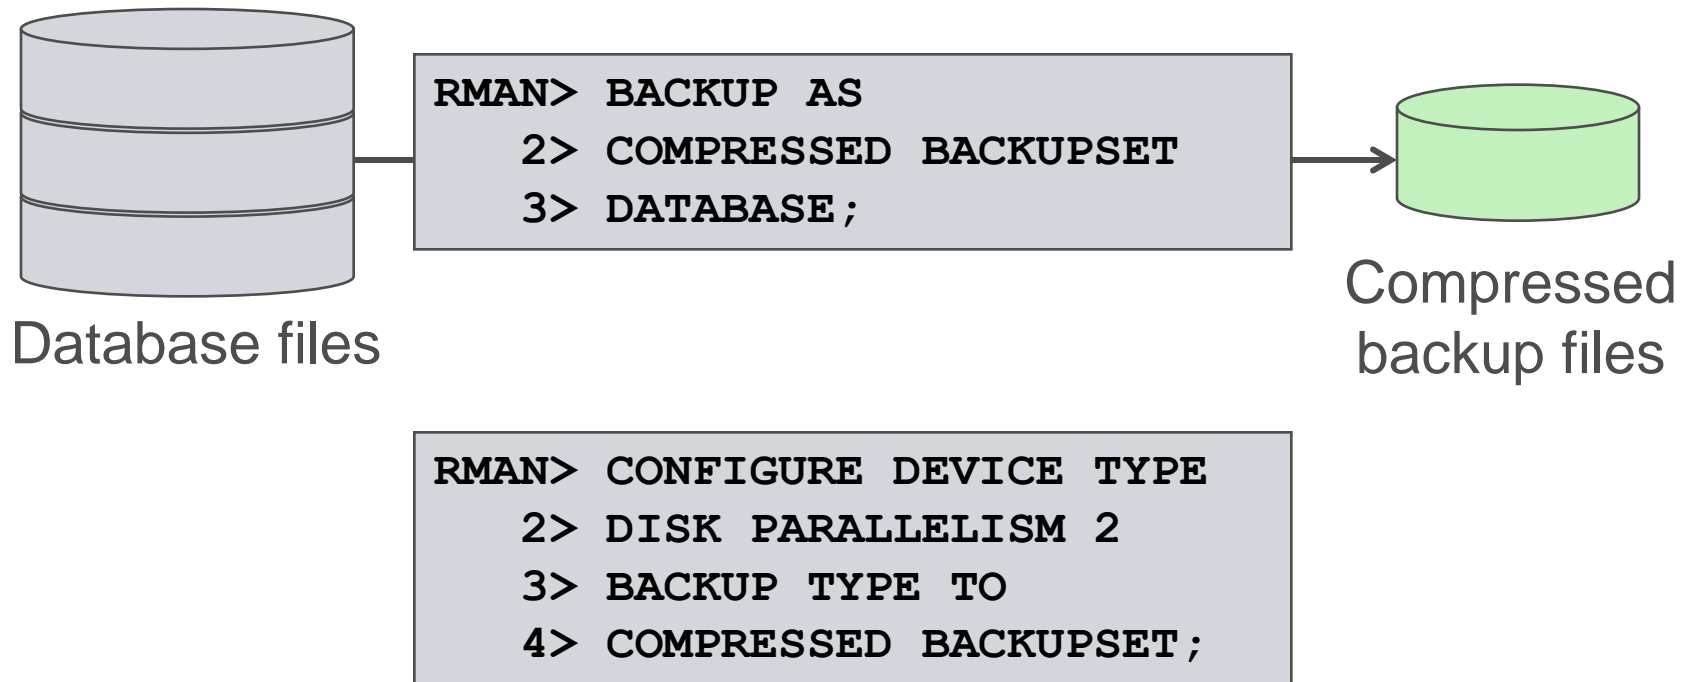 RMAN> BACKUP AS
2> COMPRESSED BACKUPSET
3> DATABASE;
Database files
Compressed
backup files
RMAN> CONFIGURE DEVICE TYPE
2> DISK PARALLELISM 2
3> BACKUP TYPE TO
4> COMPRESSED BACKUPSET;